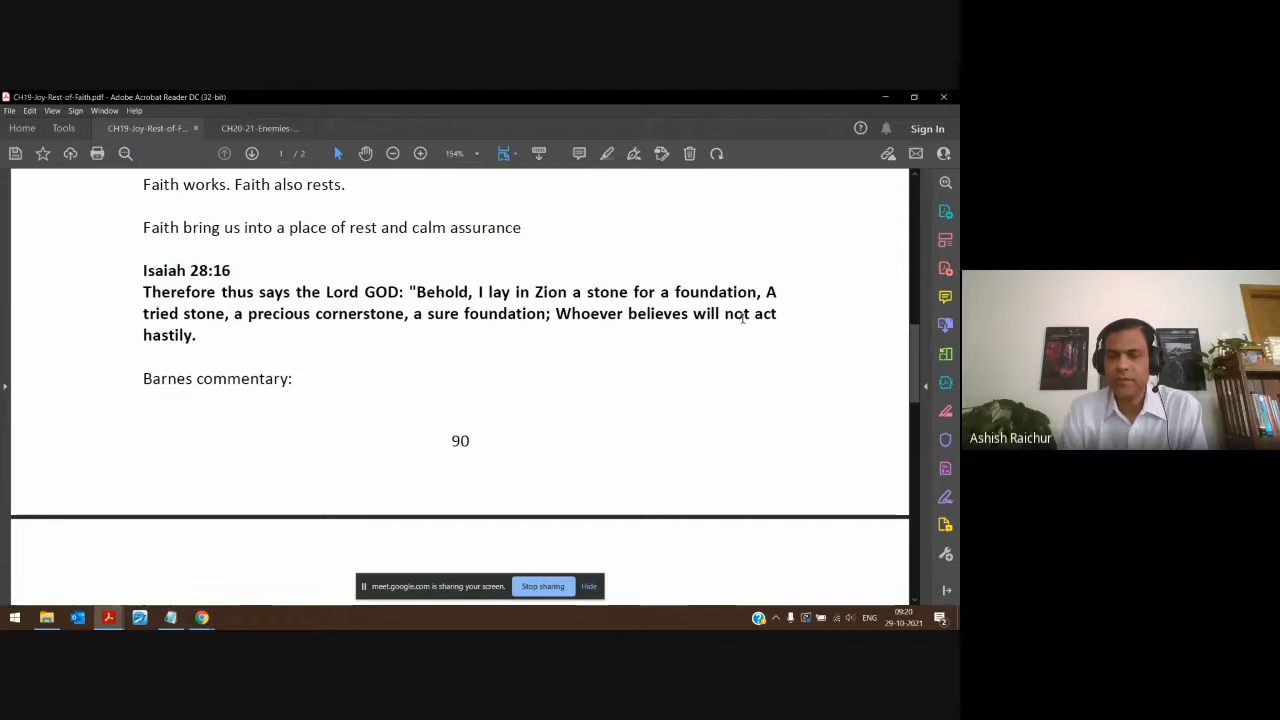 CH19-Joy-Rest-of-Faith.pdf - Adobe Acrobat Reader DC (32-bit)
File Edit View Sign Window Help
Home Tools CH19-Joy-Rest-of-F... × CH20-21-Enemies-... Sign In
1 / 2 154%
Faith works. Faith also rests.
Faith bring us into a place of rest and calm assurance
Isaiah 28:16
Therefore thus says the Lord GOD: "Behold, I lay in Zion a stone for a foundation, A
tried stone, a precious cornerstone, a sure foundation; Whoever believes will not act
hastily.
Barnes commentary:
90
meet.google.com is sharing your screen. Stop sharing Hide
ENG 09:20
29-10-2021
2
Ashish Raichur